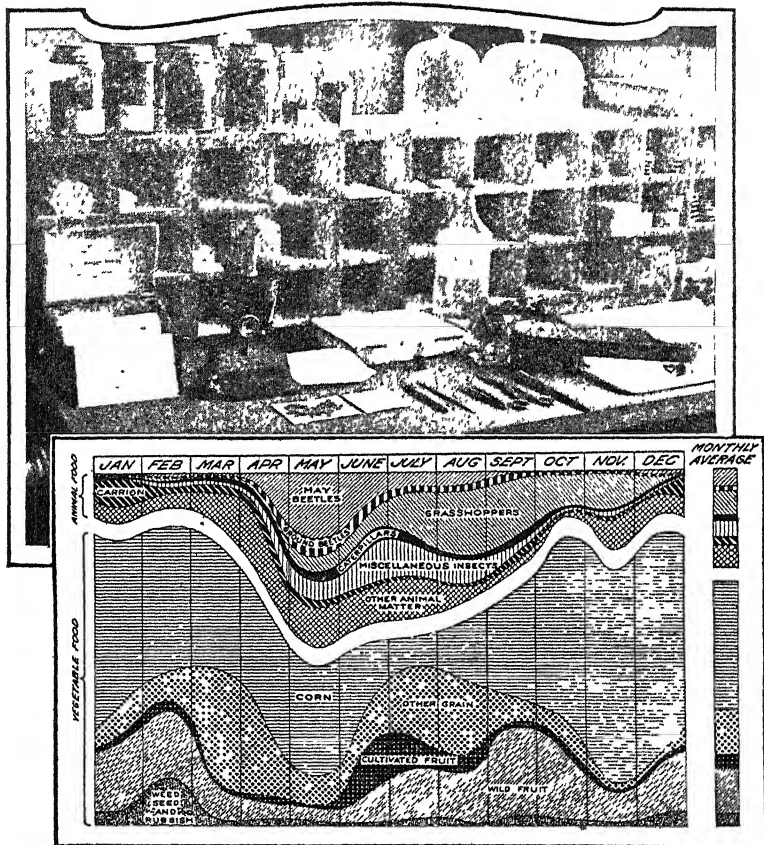 JAN FEB MAR APR MAY JUNE JULY AUG SEPT OCT NOV. DEC
MONTHLY
AVERAGE
ANIMAL FOOD
CARRION
MAY
BEETLES
GROUND BEETLES
CATERPILLARS
GRASSHOPPERS
MISCELLANEOUS INSECTS
OTHER ANIMAL
MATTER
VEGETABLE FOOD
CORN
OTHER GRAIN
CULTIVATED FRUIT
WILD FRUIT
WEED
SEED
AND
RUBBISH